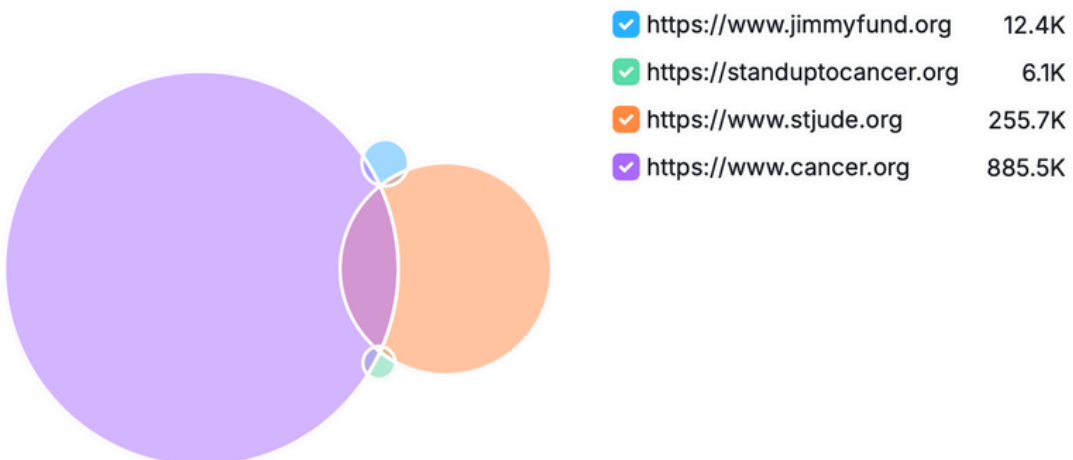 https://www.jimmyfund.org 12.4K
https://standuptocancer.org 6.1K
https://www.stjude.org 255.7K
https://www.cancer.org 885.5K